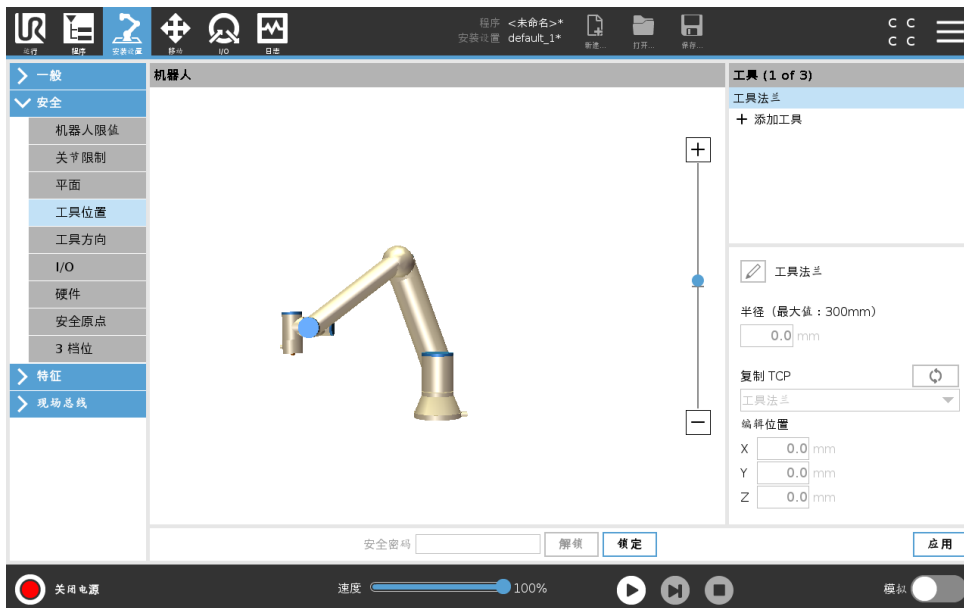 UR
程序 <未命名>*
安装设置 default_1*
运行
程序
安装设置
移动
I/O
日志
新建...
打开...
保存...
C C
C C
一般
安全
机器人限值
关节限制
平面
工具位置
工具方向
I/O
硬件
安全原点
3 档位
特征
现场总线
机器人
工具 (1 of 3)
工具法兰
添加工具
工具法兰
半径（最大值：300mm）
0.0 mm
复制 TCP
工具法兰
编辑位置
X 0.0 mm
Y 0.0 mm
Z 0.0 mm
安全密码
解锁
锁定
应用
关闭电源
速度
100%
模拟